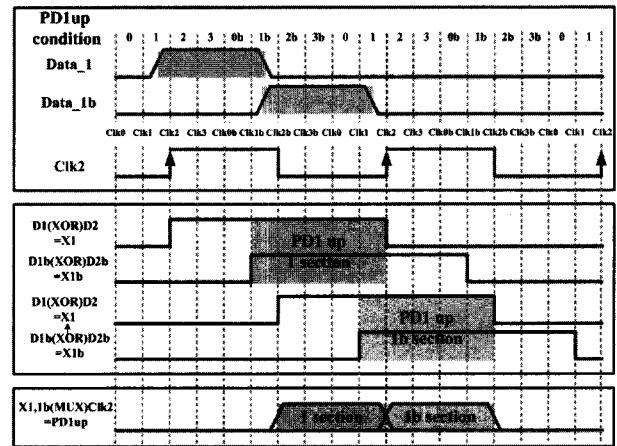 PD1up
condition
0 1 2 3 0b 1b 2b 3b 0 1 2 3 0b 1b 2b 3b 0 1
Data_1
Data_1b
Clk0 Clk1 Clk2 Clk3 Clk0b Clk1b Clk2b Clk3b Clk0 Clk1 Clk2 Clk3 Clk0b Clk1b Clk2b Clk3b Clk0 Clk1 Clk2
Clk2
D1(XOR)D2
=X1
PD1 up
D1b(XOR)D2b
=X1b
1 section
D1(XOR)D2
=X1
PD1 up
D1b(XOR)D2b
=X1b
1b section
X1,1b(MUX)Clk2
=PD1up
1 section 1b section